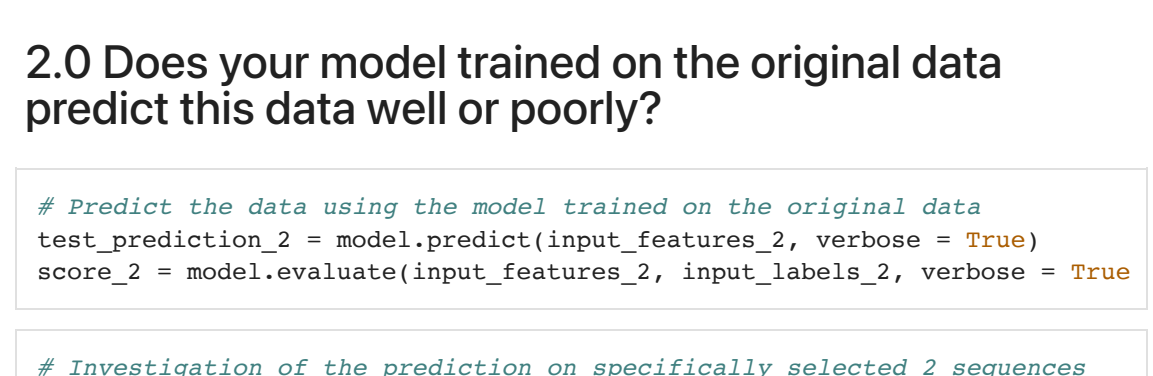 2.0 Does your model trained on the original data
predict this data well or poorly?
# Predict the data using the model trained on the original data
test_prediction_2 = model.predict(input_features_2, verbose = True)
score_2 = model.evaluate(input_features_2, input_labels_2, verbose = True
# Investigation of the prediction on specifically selected 2 sequences